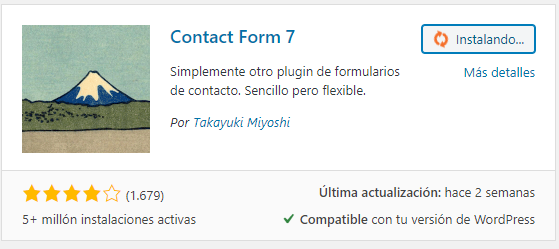 Contact Form 7
Instalando...
Simplemente otro plugin de formularios
de contacto. Sencillo pero flexible.
Más detalles
Por Takayuki Miyoshi
(1.679)
Última actualización: hace 2 semanas
5+ millón instalaciones activas
Compatible con tu versión de WordPress